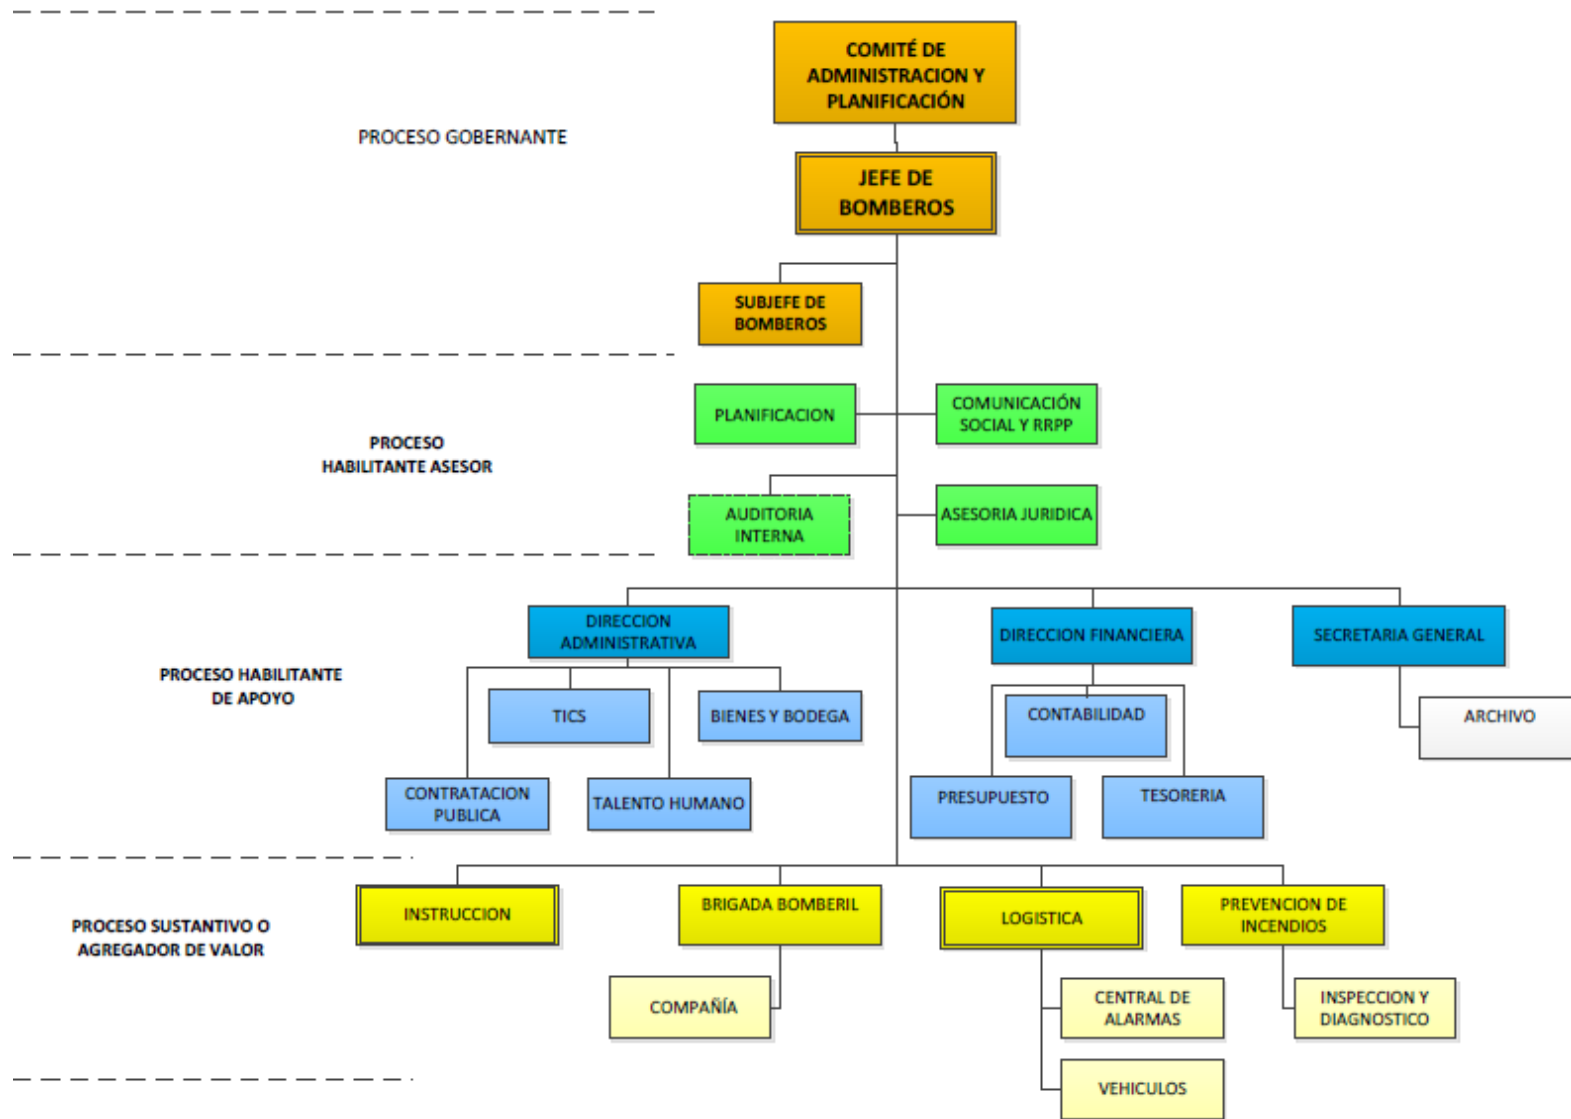 COMITÉ DE
ADMINISTRACION Y
PLANIFICACIÓN
PROCESO GOBERNANTE
JEFE DE
BOMBEROS
SUBJEFE DE
BOMBEROS
PROCESO
HABILITANTE ASESOR
PLANIFICACION
COMUNICACIÓN
SOCIAL Y RRPP
AUDITORIA
INTERNA
ASESORIA JURIDICA
PROCESO HABILITANTE
DE APOYO
DIRECCION
ADMINISTRATIVA
DIRECCION FINANCIERA
SECRETARIA GENERAL
TICS
BIENES Y BODEGA
CONTABILIDAD
ARCHIVO
CONTRATACION
PUBLICA
TALENTO HUMANO
PRESUPUESTO
TESORERIA
PROCESO SUSTANTIVO O
AGREGADOR DE VALOR
INSTRUCCION
BRIGADA BOMBERIL
LOGISTICA
PREVENCION DE
INCENDIOS
COMPAÑÍA
CENTRAL DE
ALARMAS
INSPECCION Y
DIAGNOSTICO
VEHICULOS